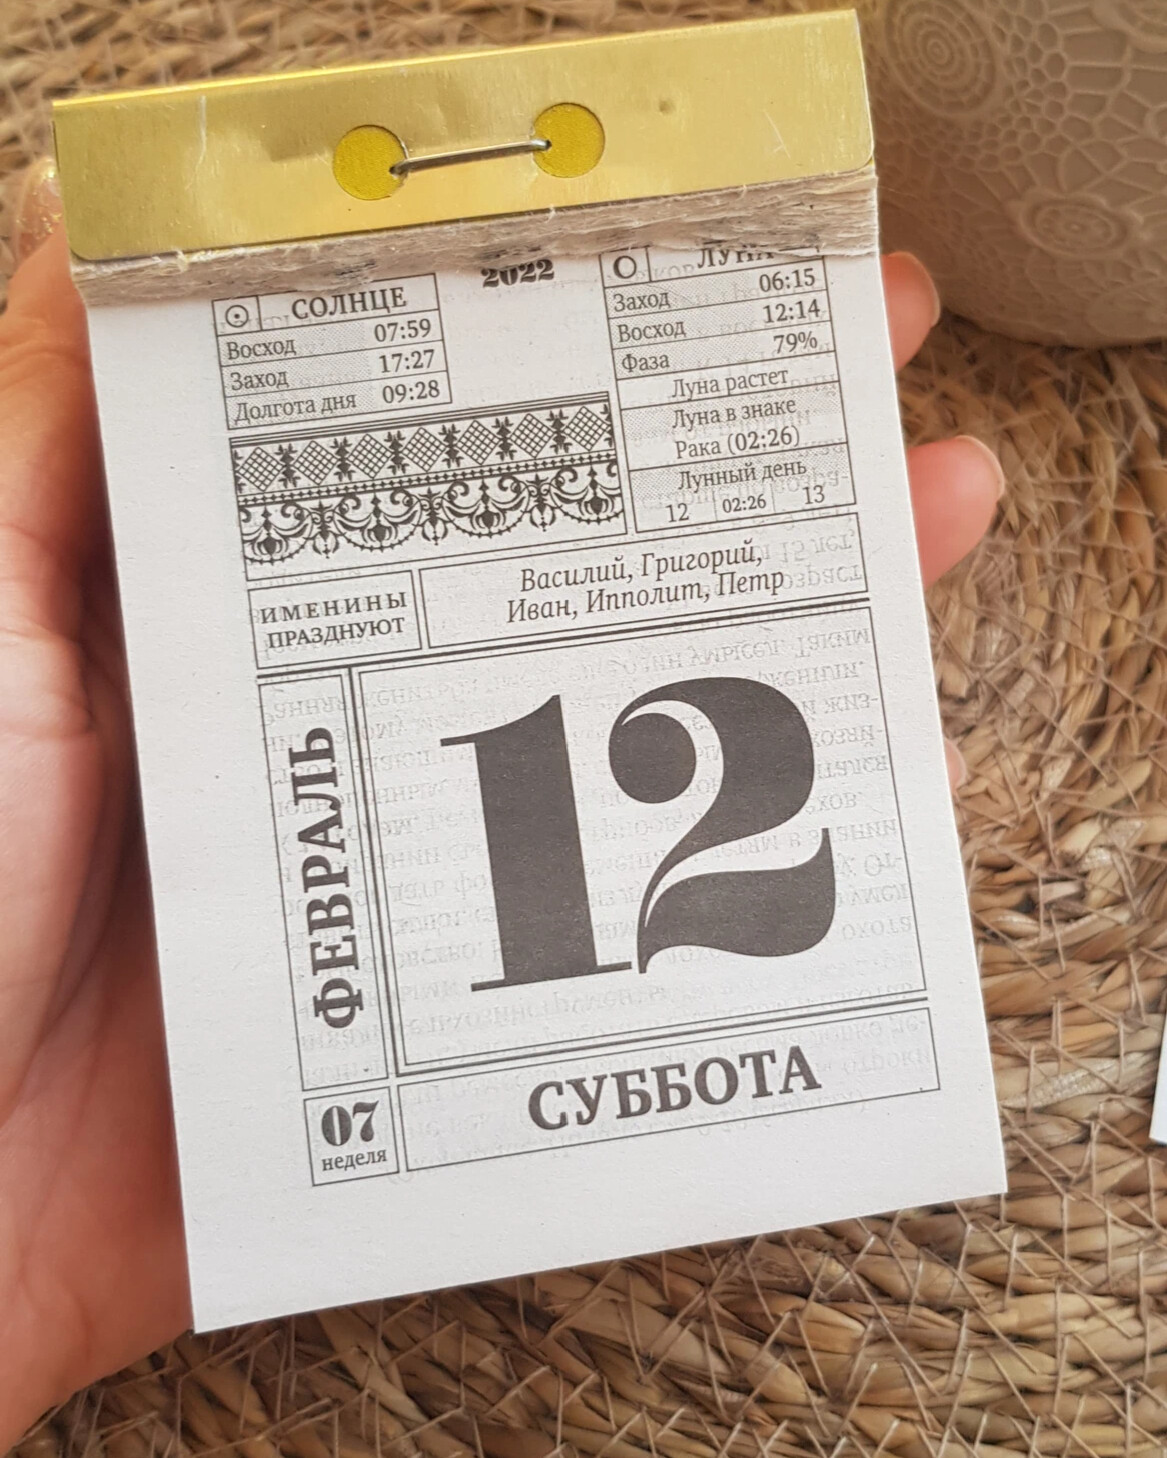 2022
СОЛНЦЕ
Восход 07:59
Заход 17:27
Долгота дня 09:28
ЛУНА
Заход 06:15
Восход 12:14
Фаза 79%
Луна растет
Луна в знаке
Рака (02:26)
Лунный день
12 02:26 13
ИМЕНИНЫ
ПРАЗДНУЮТ
Василий, Григорий,
Иван, Ипполит, Петр
ФЕВРАЛЬ
12
07
неделя
СУББОТА